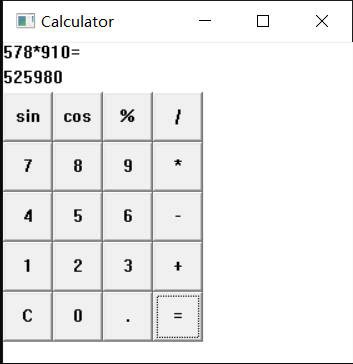 Calculator
578*910=
525980
sin cos % /
7 8 9 *
4 5 6 -
1 2 3 +
C 0 . =